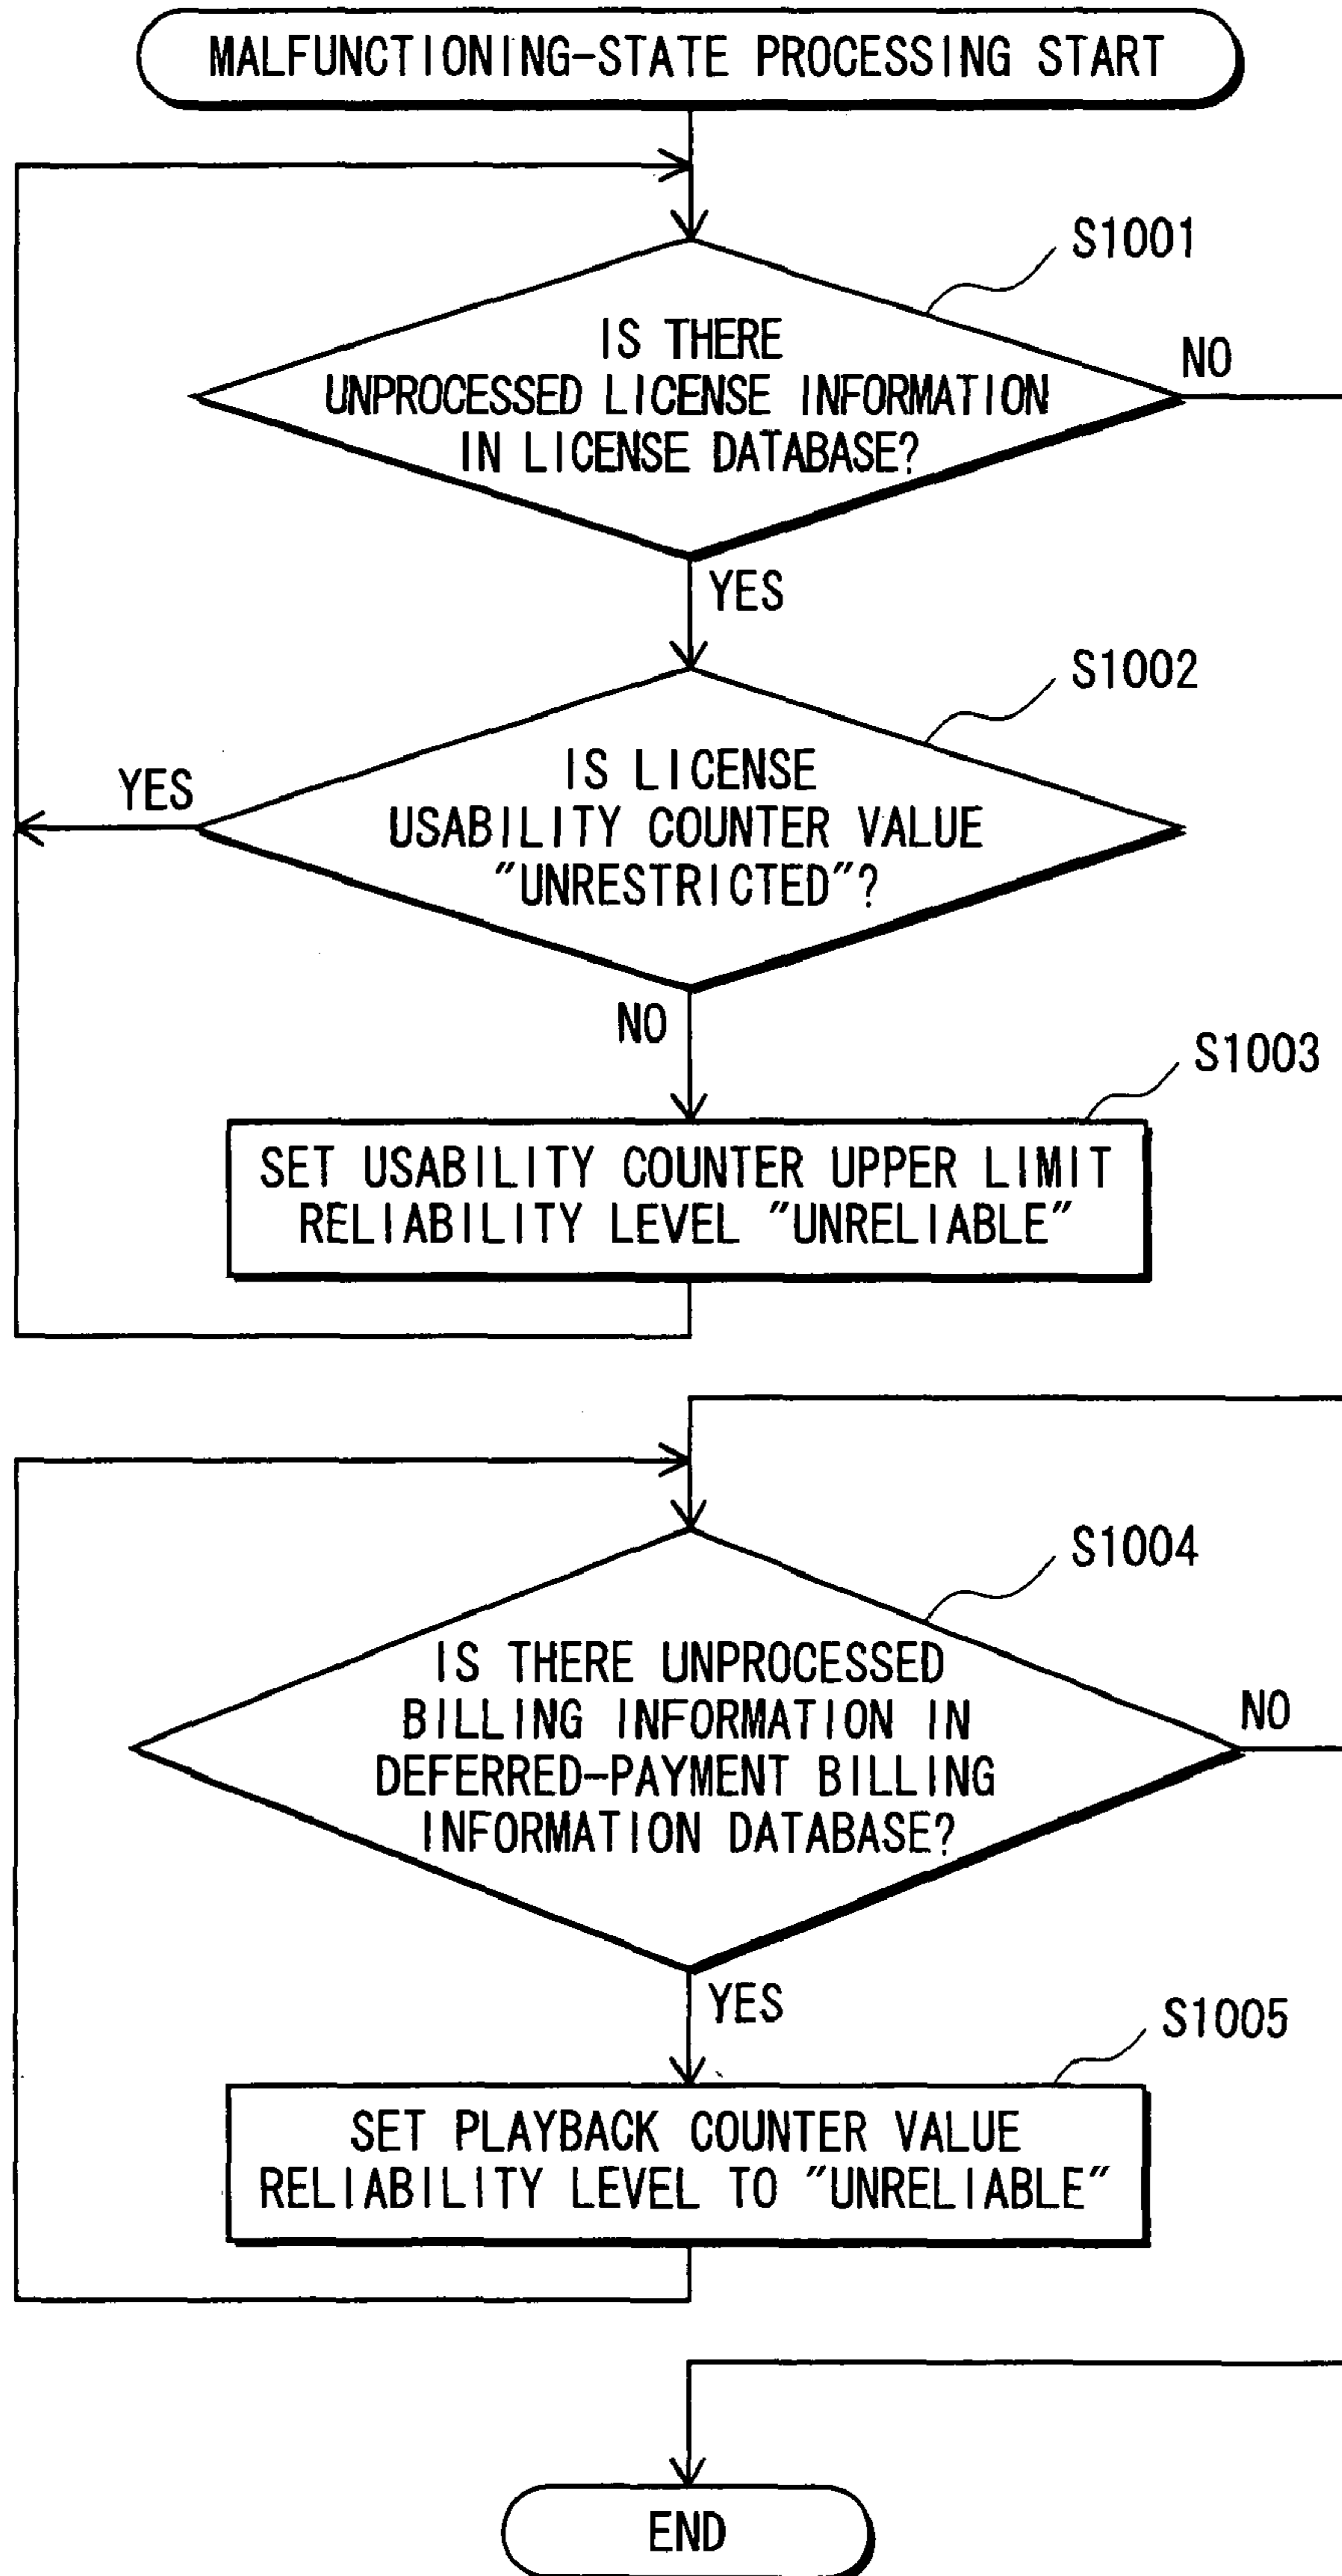 MALFUNCTIONING-STATE PROCESSING START
S1001
IS THERE
UNPROCESSED LICENSE INFORMATION
IN LICENSE DATABASE?
NO
YES
S1002
IS LICENSE
USABILITY COUNTER VALUE
"UNRESTRICTED"?
YES
NO
S1003
SET USABILITY COUNTER UPPER LIMIT
RELIABILITY LEVEL "UNRELIABLE"
S1004
IS THERE UNPROCESSED
BILLING INFORMATION IN
DEFERRED-PAYMENT BILLING
INFORMATION DATABASE?
NO
YES
S1005
SET PLAYBACK COUNTER VALUE
RELIABILITY LEVEL TO "UNRELIABLE"
END